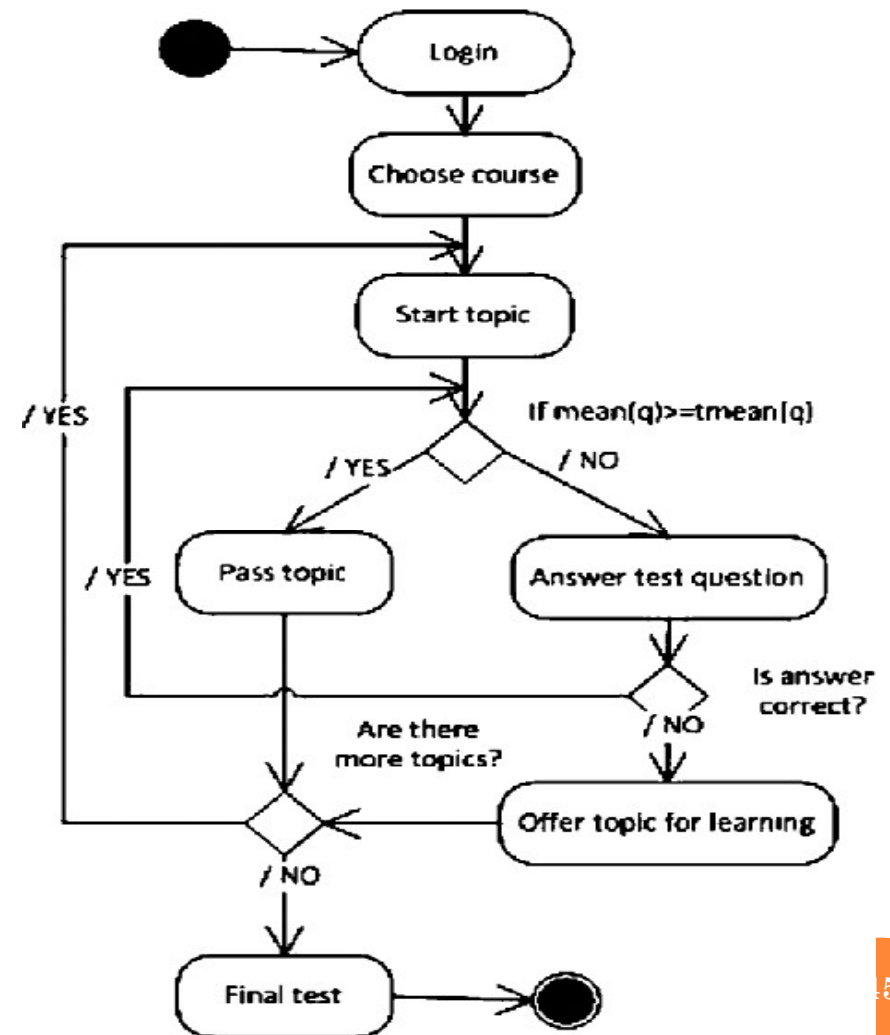 Login
Choose course
Start topic
/ YES
If mean(q)>=tmean[q]
/ YES
/ NO
/ YES
Pass topic
Answer test question
Is answer
correct?
/ NO
Are there
more topics?
Offer topic for learning
/ NO
Final test